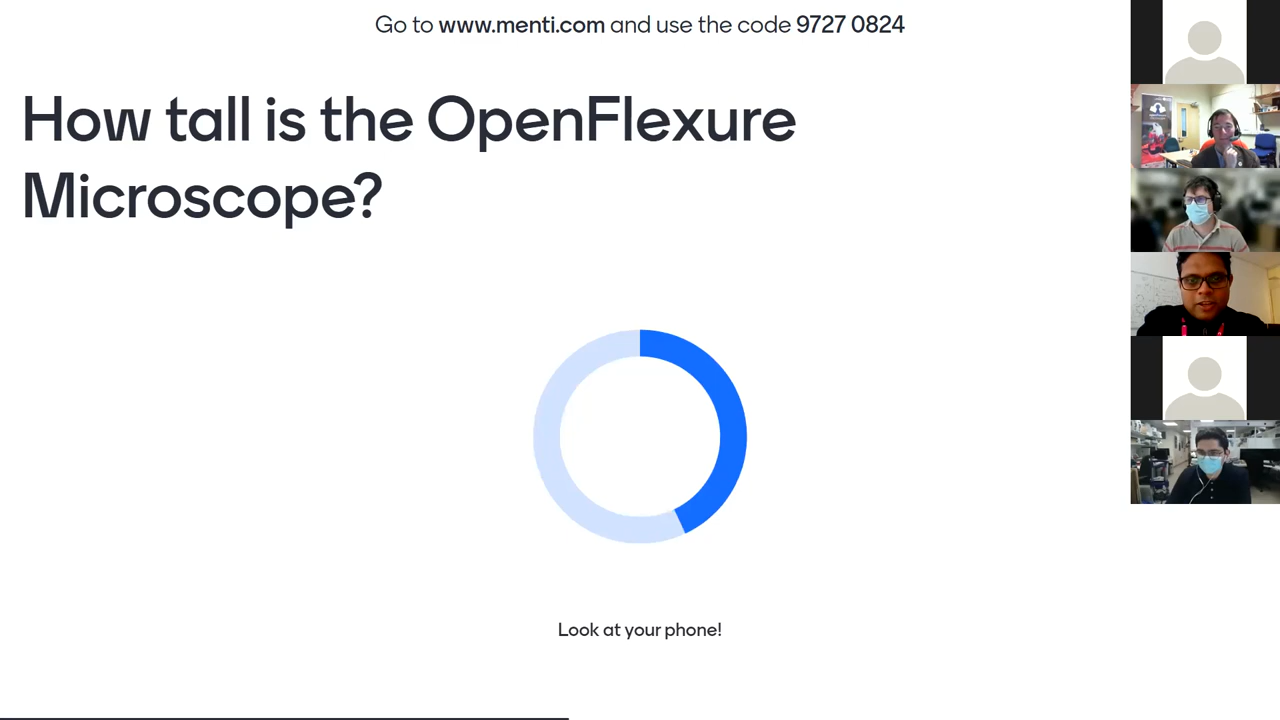 Go to www.menti.com and use the code 9727 0824
How tall is the OpenFlexure
Microscope?
Look at your phone!